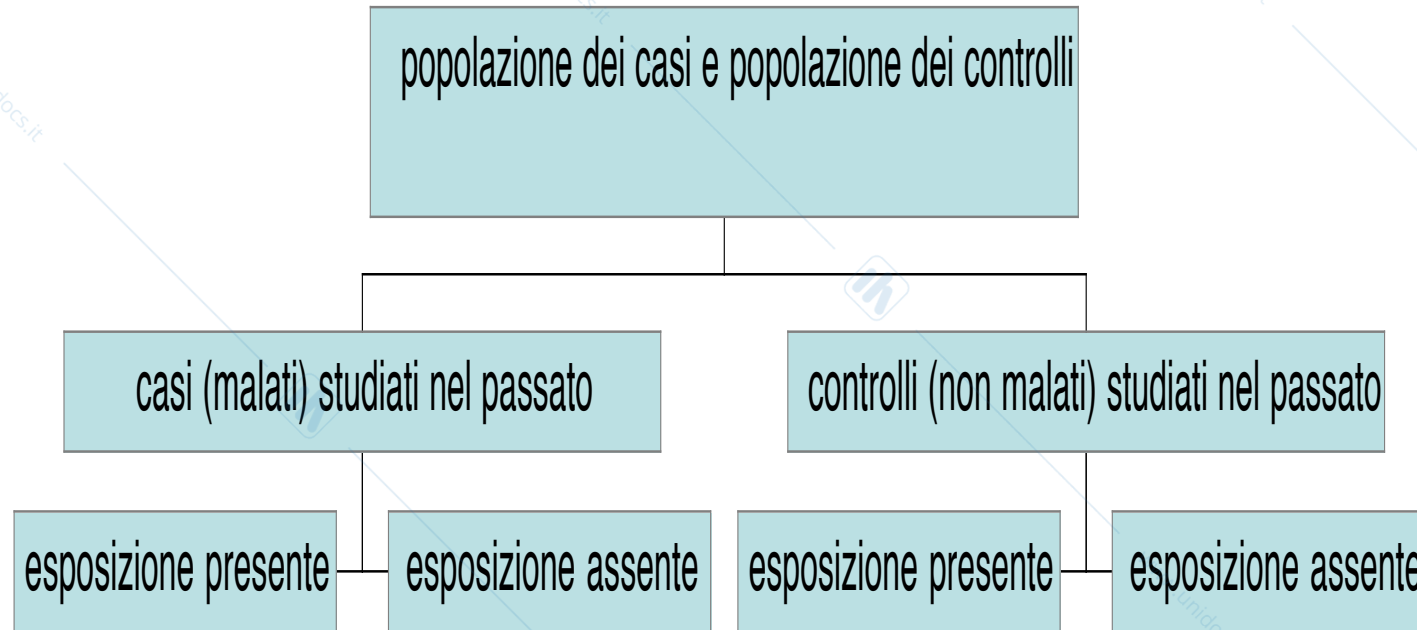 popolazione dei casi e popolazione dei controlli
casi (malati) studiati nel passato
controlli (non malati) studiati nel passato
esposizione presente
esposizione assente
esposizione presente
esposizione assente